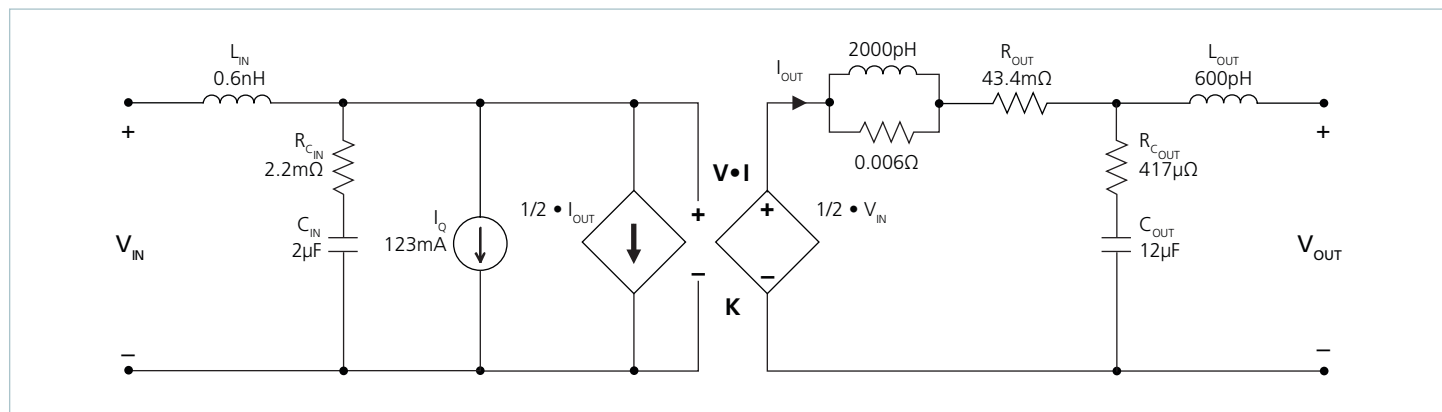 L_IN
0.6nH
+
R_C_IN
2.2mΩ
C_IN
2µF
V_IN
–
I_Q
123mA
1/2 • I_OUT
+
–
V•I
K
+
–
1/2 • V_IN
I_OUT
2000pH
0.006Ω
R_OUT
43.4mΩ
L_OUT
600pH
R_C_OUT
417µΩ
C_OUT
12µF
+
V_OUT
–